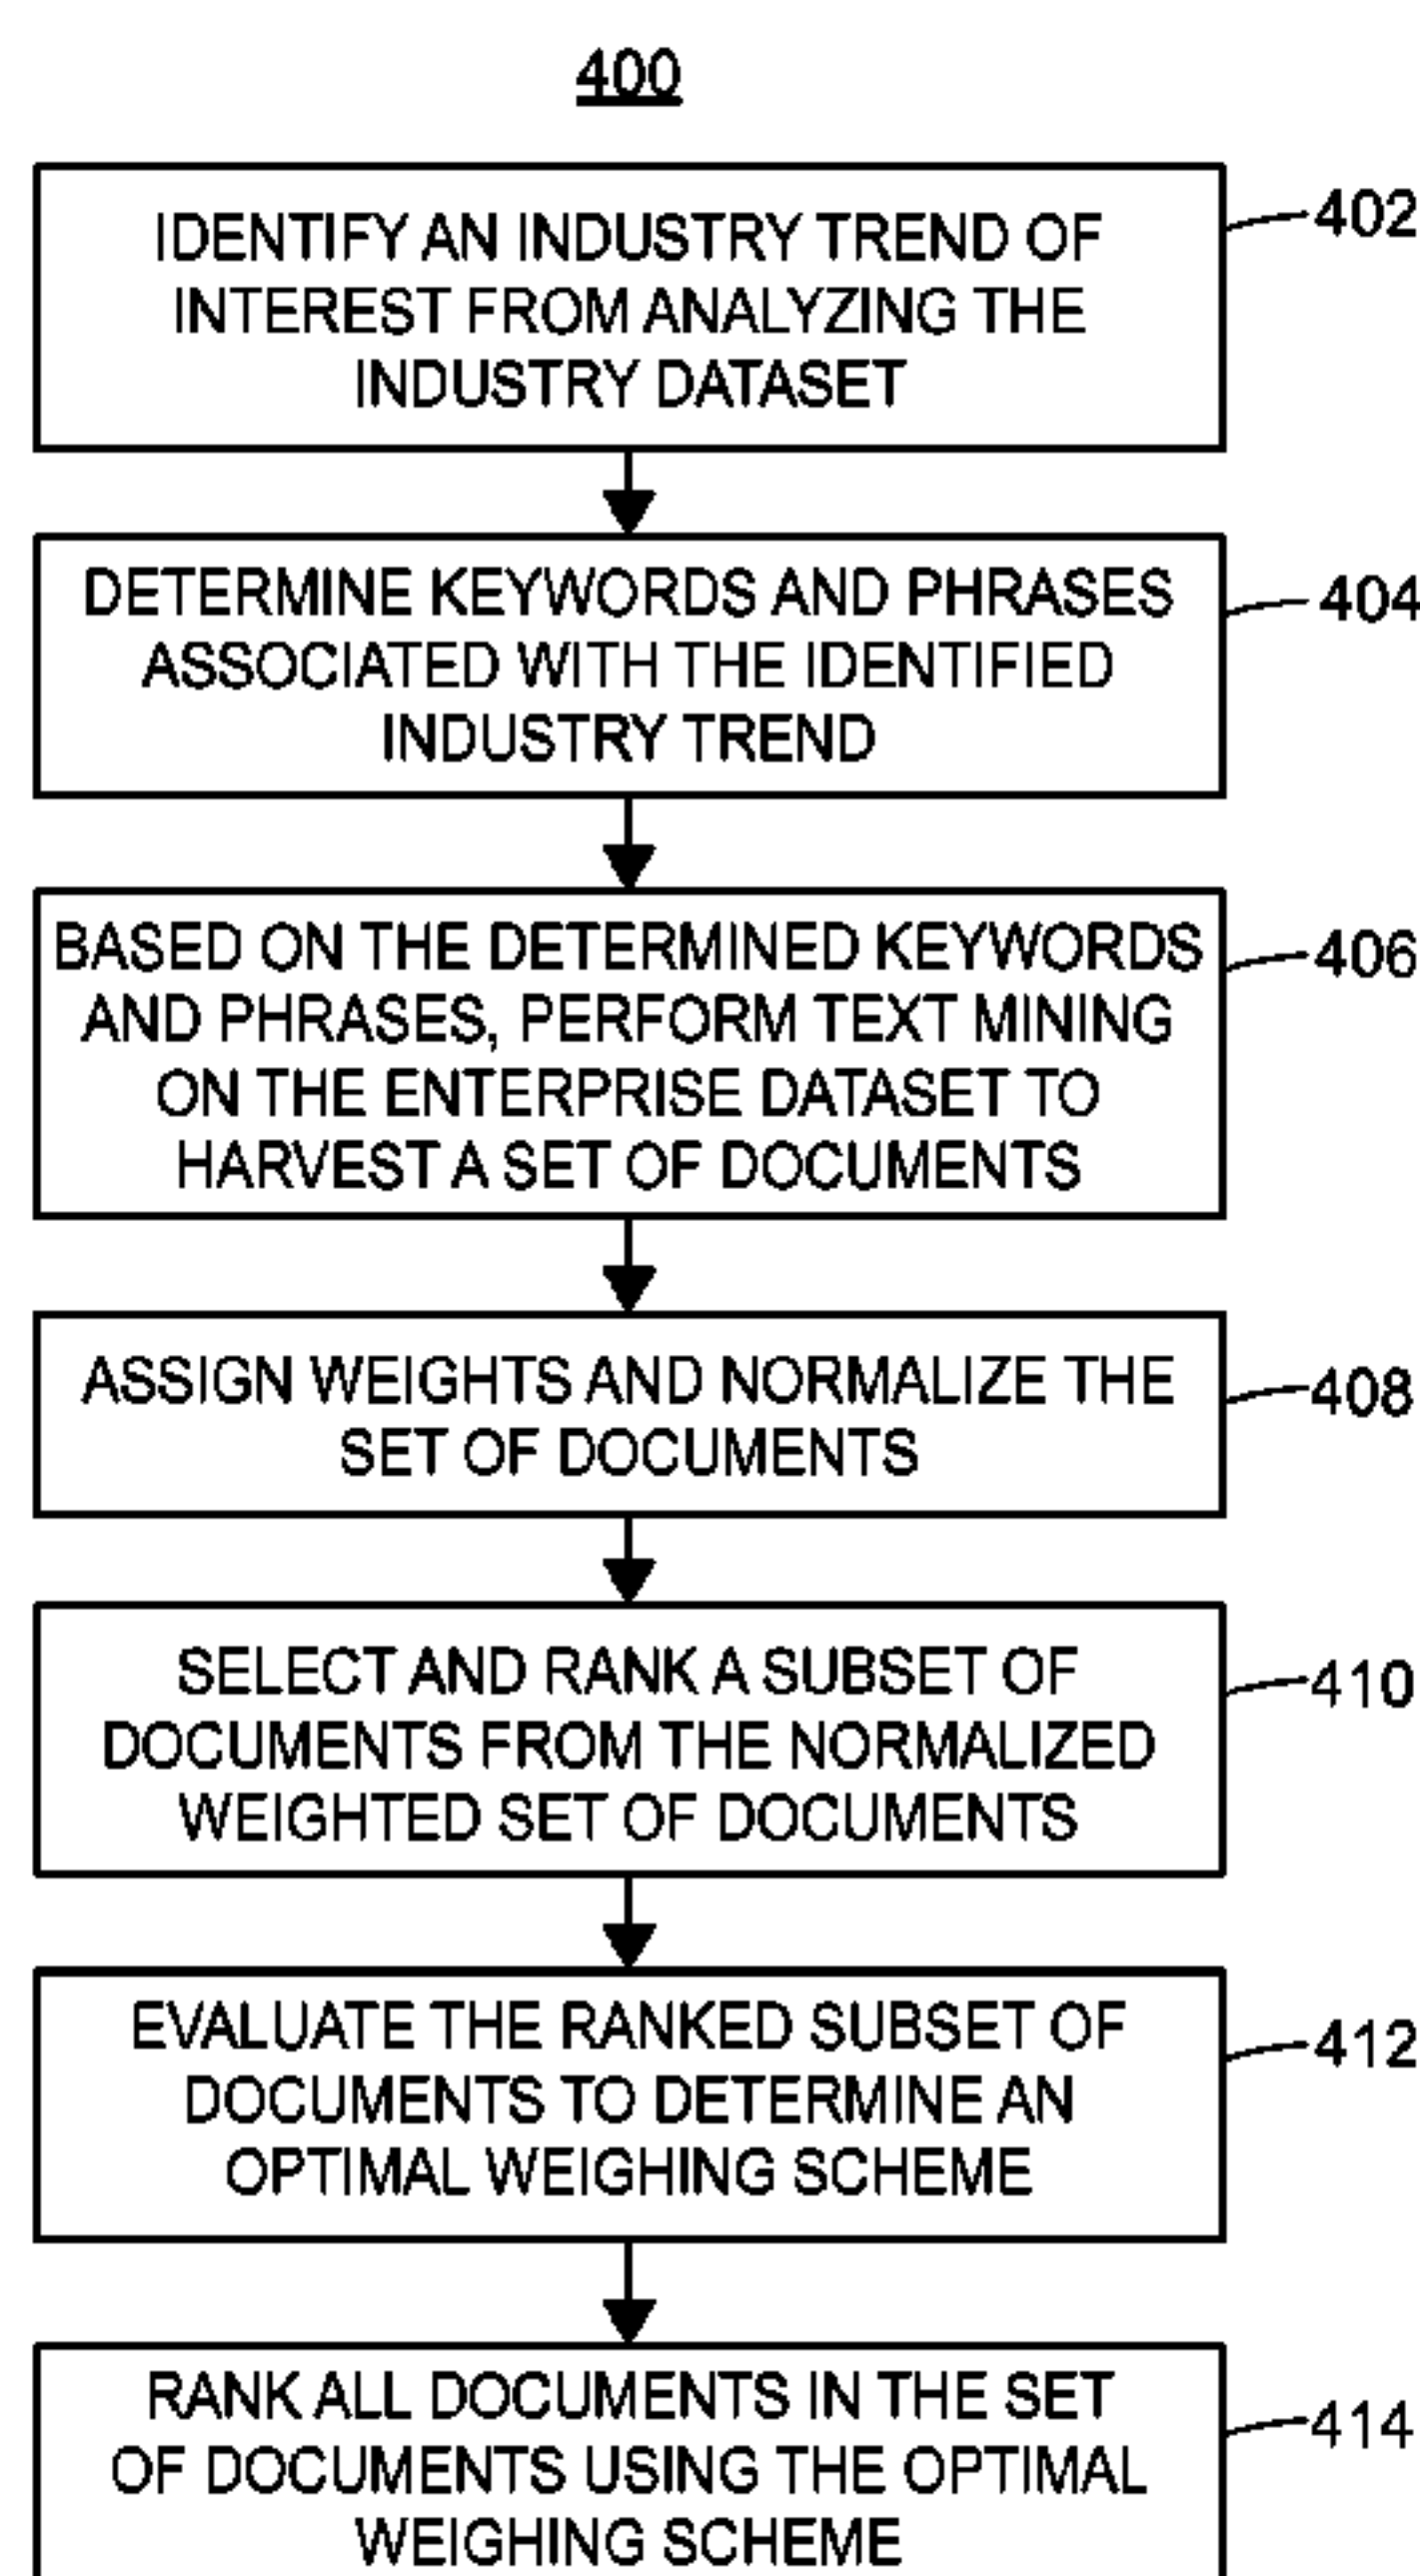 400
IDENTIFY AN INDUSTRY TREND OF
INTEREST FROM ANALYZING THE
INDUSTRY DATASET
402
DETERMINE KEYWORDS AND PHRASES
ASSOCIATED WITH THE IDENTIFIED
INDUSTRY TREND
404
BASED ON THE DETERMINED KEYWORDS
AND PHRASES, PERFORM TEXT MINING
ON THE ENTERPRISE DATASET TO
HARVEST A SET OF DOCUMENTS
406
ASSIGN WEIGHTS AND NORMALIZE THE
SET OF DOCUMENTS
408
SELECT AND RANK A SUBSET OF
DOCUMENTS FROM THE NORMALIZED
WEIGHTED SET OF DOCUMENTS
410
EVALUATE THE RANKED SUBSET OF
DOCUMENTS TO DETERMINE AN
OPTIMAL WEIGHING SCHEME
412
RANK ALL DOCUMENTS IN THE SET
OF DOCUMENTS USING THE OPTIMAL
WEIGHING SCHEME
414